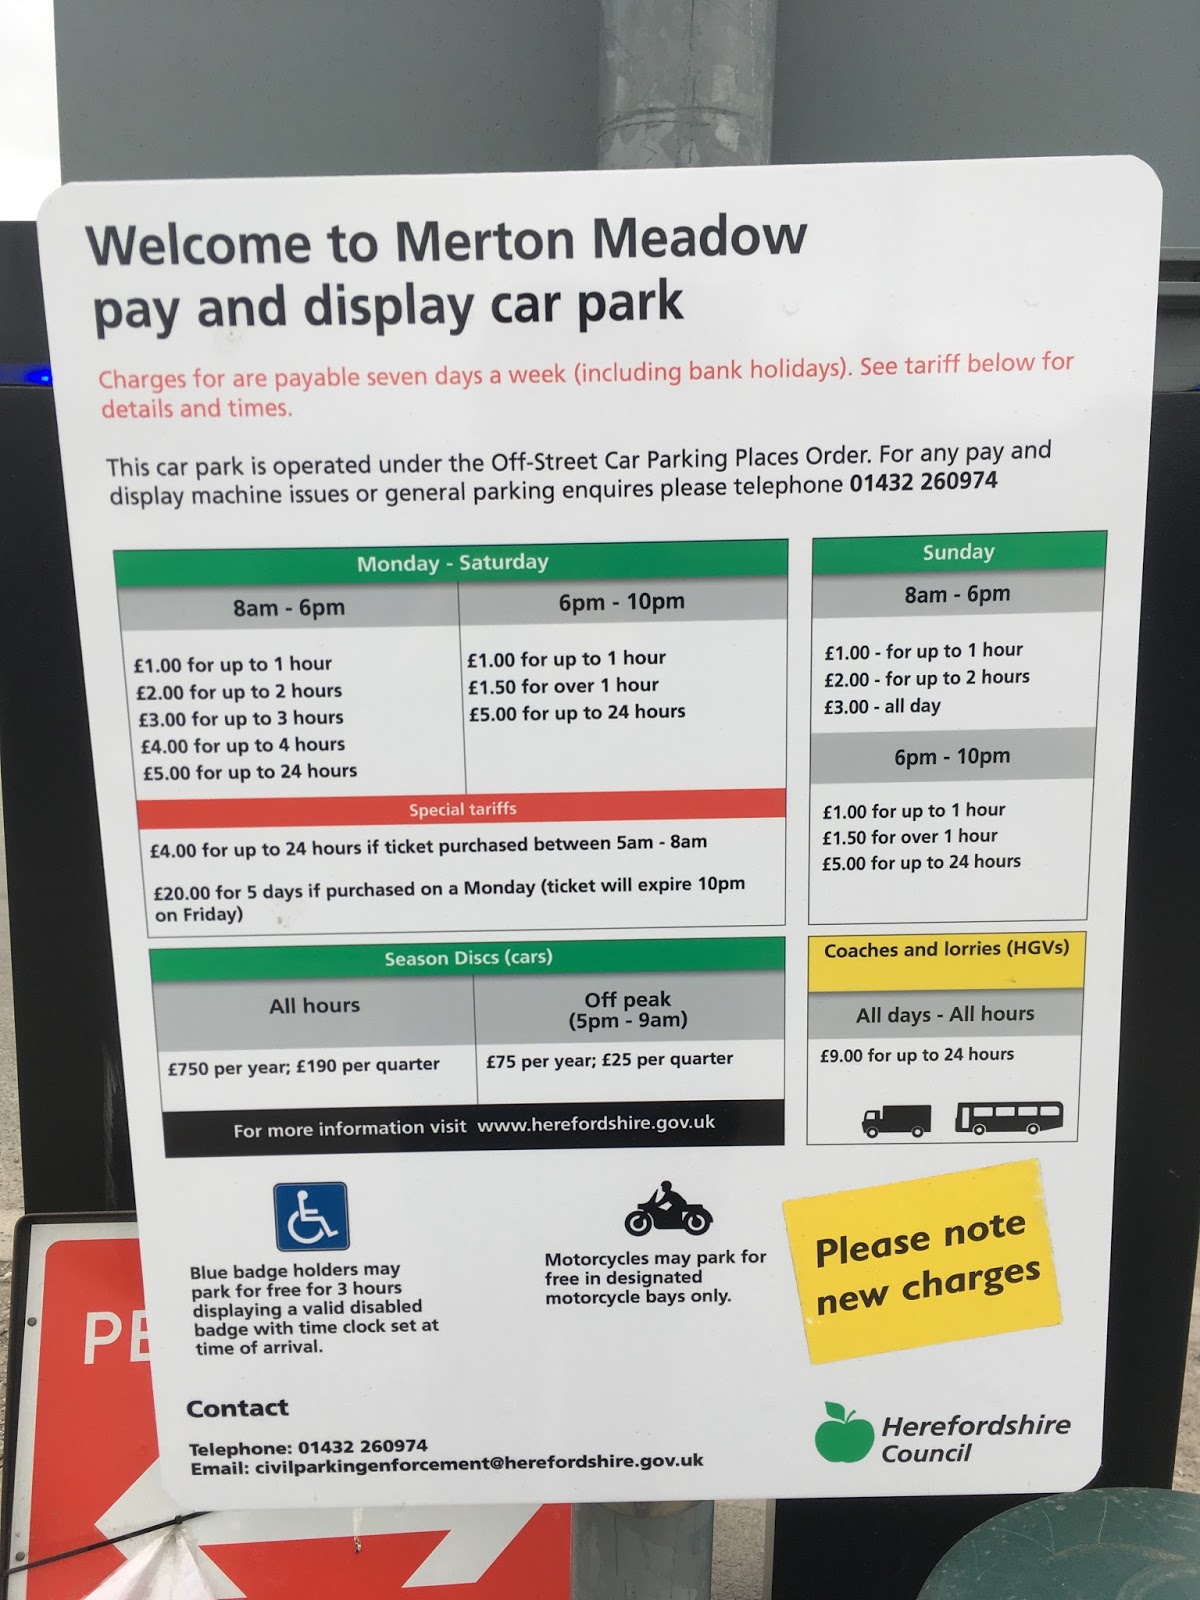 Welcome to Merton Meadow
pay and display car park
Charges for are payable seven days a week (including bank holidays). See tariff below for
details and times.
This car park is operated under the Off-Street Car Parking Places Order. For any pay and
display machine issues or general parking enquires please telephone 01432 260974
Monday - Saturday
8am - 6pm
£1.00 for up to 1 hour
£2.00 for up to 2 hours
£3.00 for up to 3 hours
£4.00 for up to 4 hours
£5.00 for up to 24 hours
6pm - 10pm
£1.00 for up to 1 hour
£1.50 for over 1 hour
£5.00 for up to 24 hours
Special tariffs
£4.00 for up to 24 hours if ticket purchased between 5am - 8am
£20.00 for 5 days if purchased on a Monday (ticket will expire 10pm
on Friday)
Sunday
8am - 6pm
£1.00 - for up to 1 hour
£2.00 - for up to 2 hours
£3.00 - all day
6pm - 10pm
£1.00 for up to 1 hour
£1.50 for over 1 hour
£5.00 for up to 24 hours
Season Discs (cars)
All hours
£750 per year; £190 per quarter
Off peak
(5pm - 9am)
£75 per year; £25 per quarter
For more information visit www.herefordshire.gov.uk
Coaches and lorries (HGVs)
All days - All hours
£9.00 for up to 24 hours
Blue badge holders may
park for free for 3 hours
displaying a valid disabled
badge with time clock set at
time of arrival.
Motorcycles may park for
free in designated
motorcycle bays only.
Please note
new charges
Contact
Telephone: 01432 260974
Email: civilparkingenforcement@herefordshire.gov.uk
Herefordshire
Council
PE